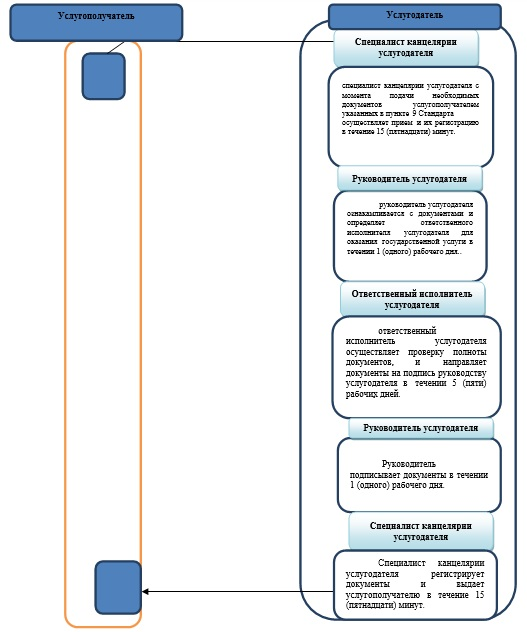 Услугополучатель
Услугодатель
Специалист канцелярии
услугодателя
специалист канцелярии услугодателя с
момента подачи необходимых
документов услугополучателем
указанных в пункте 9 Стандарта
осуществляет прием и их регистрацию
в течение 15 (пятнадцати) минут.
Руководитель услугодателя
руководитель услугодателя
ознакамливается с документами и
определяет ответственного
исполнителя услугодателя для
оказания государственной услуги в
течении 1 (одного) рабочего дня..
Ответственный исполнитель
услугодателя
ответственный
исполнитель услугодателя
осуществляет проверку полноты
документов, и направляет
документы на подпись руководству
услугодателя в течении 5 (пяти)
рабочих дней.
Руководитель услугодателя
Руководитель
подписывает документы в течении
1 (одного) рабочего дня.
Специалист канцелярии
услугодателя
Специалист канцелярии
услугодателя регистрирует
документы и выдает
услугополучателю в течение 15
(пятнадцати) минут.